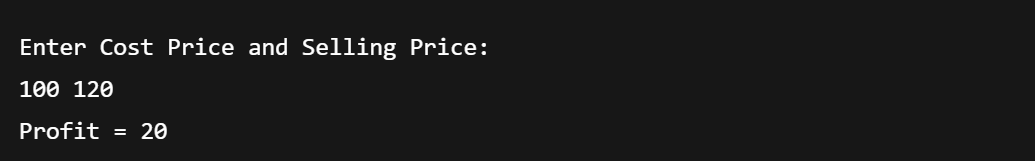 Enter Cost Price and Selling Price:
100 120
Profit = 20